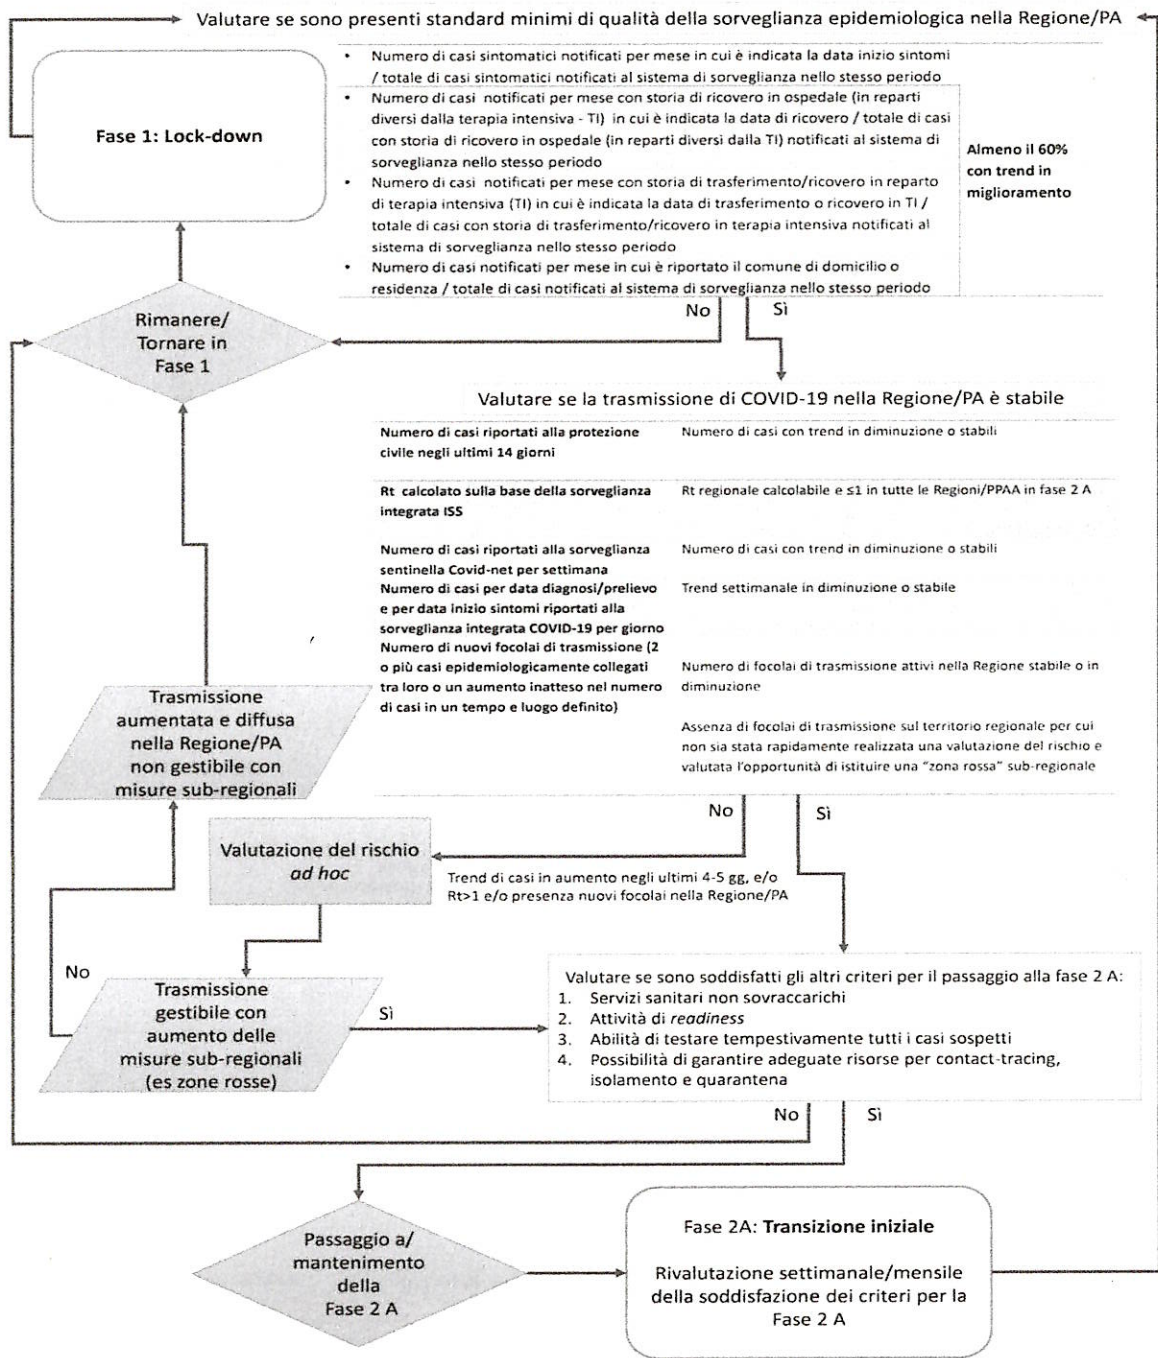 Valutare se sono presenti standard minimi di qualità della sorveglianza epidemiologica nella Regione/PA
Fase 1: Lock-down
• Numero di casi sintomatici notificati per mese in cui è indicata la data inizio sintomi
/ totale di casi sintomatici notificati al sistema di sorveglianza nello stesso periodo
• Numero di casi notificati per mese con storia di ricovero in ospedale (in reparti
diversi dalla terapia intensiva - TI) in cui è indicata la data di ricovero / totale di casi
con storia di ricovero in ospedale (in reparti diversi dalla TI) notificati al sistema di
sorveglianza nello stesso periodo
• Numero di casi notificati per mese con storia di trasferimento/ricovero in reparto
di terapia intensiva (TI) in cui è indicata la data di trasferimento o ricovero in TI /
totale di casi con storia di trasferimento/ricovero in terapia intensiva notificati al
sistema di sorveglianza nello stesso periodo
• Numero di casi notificati per mese in cui è riportato il comune di domicilio o
residenza / totale di casi notificati al sistema di sorveglianza nello stesso periodo
Almeno il 60%
con trend in
miglioramento
No
Sì
Rimanere/
Tornare in
Fase 1
Valutare se la trasmissione di COVID-19 nella Regione/PA è stabile
Numero di casi riportati alla protezione
civile negli ultimi 14 giorni
Numero di casi con trend in diminuzione o stabili
Rt calcolato sulla base della sorveglianza
integrata ISS
Rt regionale calcolabile e ≤1 in tutte le Regioni/PPAA in fase 2 A
Numero di casi riportati alla sorveglianza
sentinella Covid-net per settimana
Numero di casi con trend in diminuzione o stabili
Numero di casi per data diagnosi/prelievo
e per data inizio sintomi riportati alla
sorveglianza integrata COVID-19 per giorno
Trend settimanale in diminuzione o stabile
Numero di nuovi focolai di trasmissione (2
o più casi epidemiologicamente collegati
tra loro o un aumento inatteso nel numero
di casi in un tempo e luogo definito)
Numero di focolai di trasmissione attivi nella Regione stabile o in
diminuzione
Assenza di focolai di trasmissione sul territorio regionale per cui
non sia stata rapidamente realizzata una valutazione del rischio e
valutata l'opportunità di istituire una "zona rossa" sub-regionale
Trasmissione
aumentata e diffusa
nella Regione/PA
non gestibile con
misure sub-regionali
No
Sì
Valutazione del rischio
ad hoc
Trend di casi in aumento negli ultimi 4-5 gg, e/o
Rt>1 e/o presenza nuovi focolai nella Regione/PA
No
Trasmissione
gestibile con
aumento delle
misure sub-regionali
(es zone rosse)
Sì
Valutare se sono soddisfatti gli altri criteri per il passaggio alla fase 2 A:
1. Servizi sanitari non sovraccarichi
2. Attività di readiness
3. Abilità di testare tempestivamente tutti i casi sospetti
4. Possibilità di garantire adeguate risorse per contact-tracing,
isolamento e quarantena
No
Sì
Passaggio a/
mantenimento
della
Fase 2 A
Fase 2A: Transizione iniziale
Rivalutazione settimanale/mensile
della soddisfazione dei criteri per la
Fase 2 A